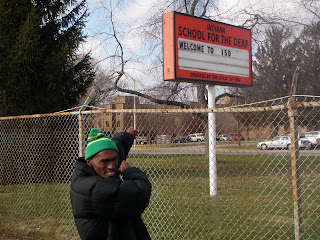 INDIANA
SCHOOL FOR THE DEAF
WELCOME TO ISD